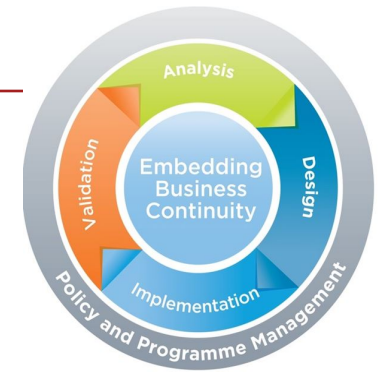 Analysis
Design
Implementation
Validation
Embedding
Business
Continuity
Policy and Programme Management